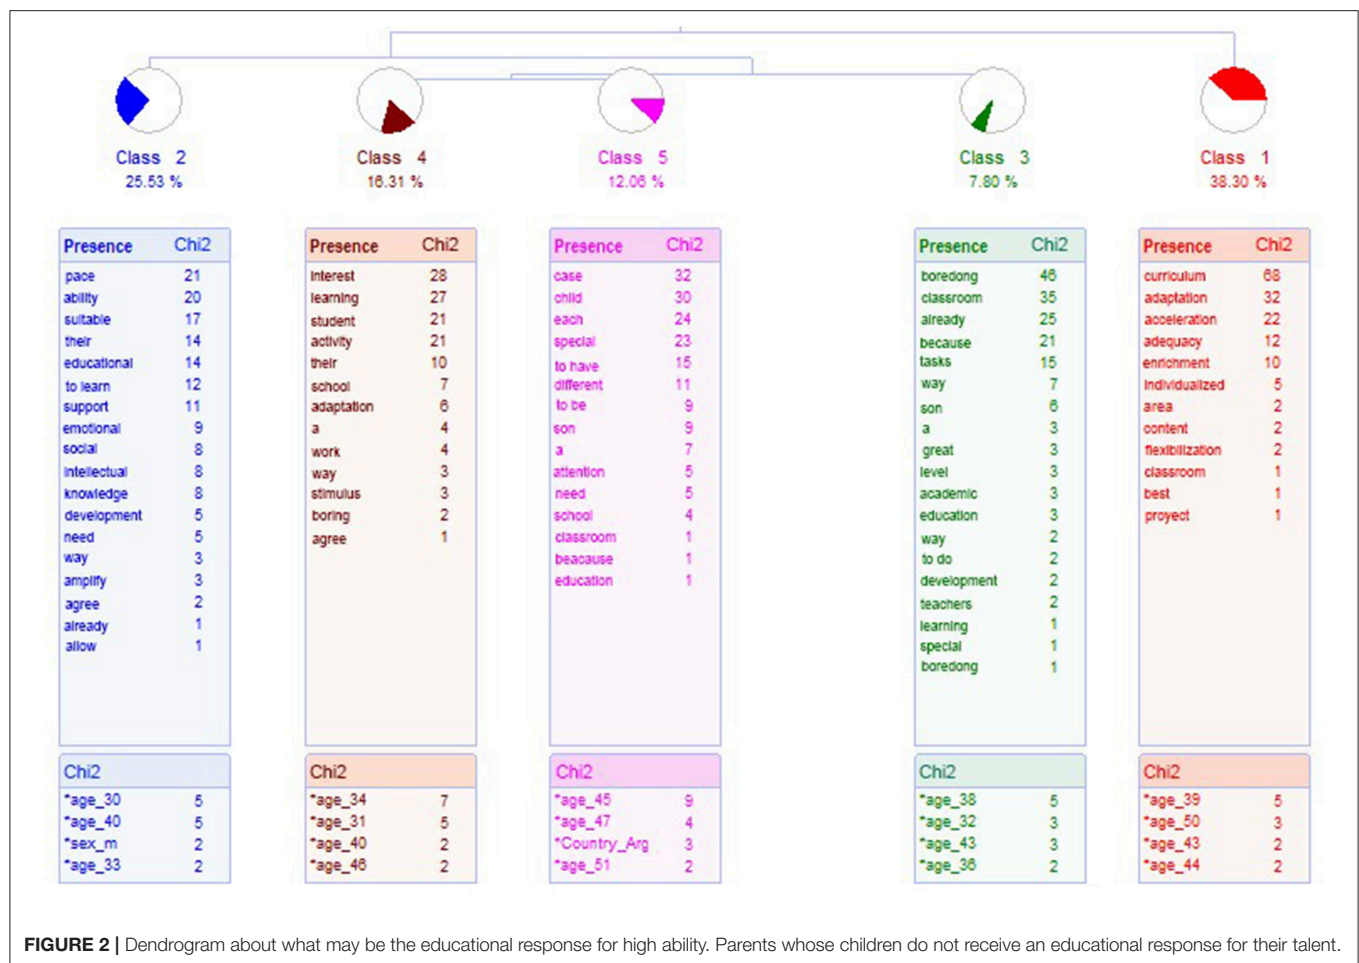 Class 2
25.53 %
Class 4
16.31 %
Class 5
12.06 %
Class 3
7.80 %
Class 1
38.30 %
Presence Chi2
pace 21
ability 20
suitable 17
their 14
educational 14
to learn 12
support 11
emotional 9
social 8
intellectual 8
knowledge 8
development 5
need 5
way 3
amplify 3
agree 2
already 1
allow 1
Chi2
*age_30 5
*age_40 5
*sex_m 2
*age_33 2
Presence Chi2
interest 28
learning 27
student 21
activity 21
their 10
school 7
adaptation 6
a 4
work 4
way 3
stimulus 3
boring 2
agree 1
Chi2
*age_34 7
*age_31 5
*age_40 2
*age_46 2
Presence Chi2
case 32
child 30
each 24
special 23
to have 15
different 11
to be 9
son 9
a 7
attention 5
need 5
school 4
classroom 1
beacause 1
education 1
Chi2
*age_45 9
*age_47 4
*Country_Arg 3
*age_51 2
Presence Chi2
boredong 46
classroom 35
already 25
because 21
tasks 15
way 7
son 6
a 3
great 3
level 3
academic 3
education 3
way 2
to do 2
development 2
teachers 2
learning 1
special 1
boredong 1
Chi2
*age_38 5
*age_32 3
*age_43 3
*age_36 2
Presence Chi2
curriculum 68
adaptation 32
acceleration 22
adequacy 12
enrichment 10
individualized 5
area 2
content 2
flexibilization 2
classroom 1
best 1
proyect 1
Chi2
*age_39 5
*age_50 3
*age_43 2
*age_44 2
FIGURE 2 | Dendrogram about what may be the educational response for high ability. Parents whose children do not receive an educational response for their talent.